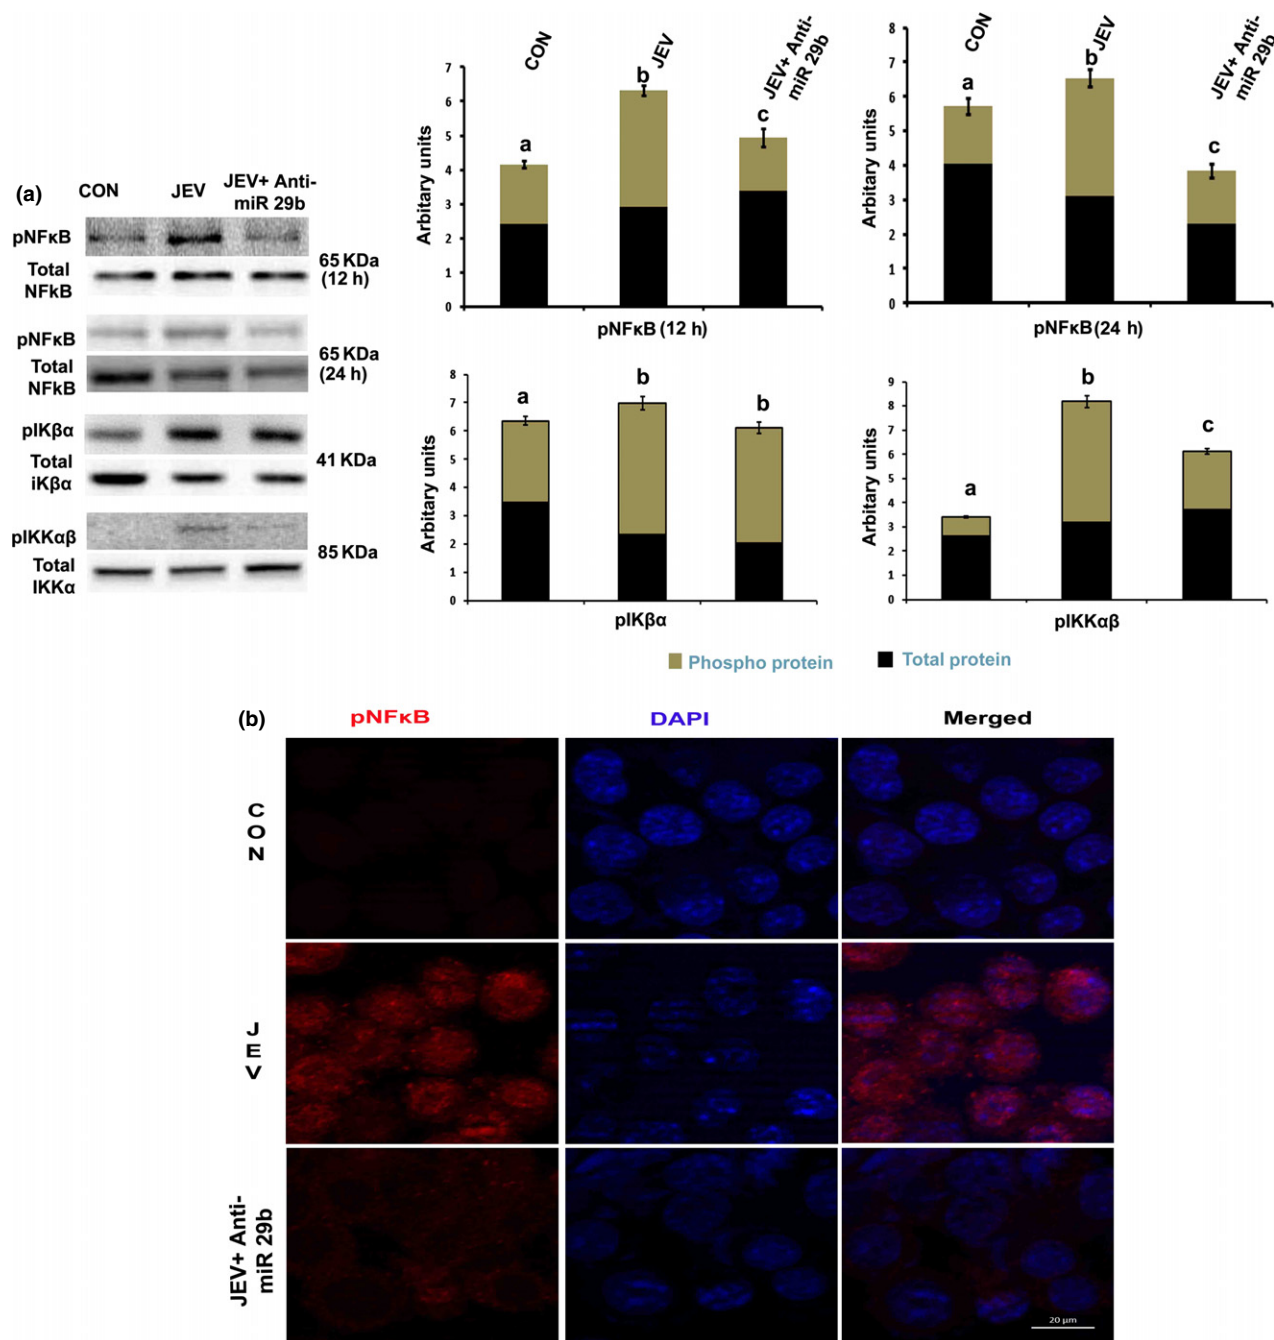 (a)
CON
JEV
JEV+ Anti-
miR 29b
pNFκB
Total
NFkB
65 KDa
(12 h)
pNFκB
Total
NFkB
65 KDa
(24 h)
pIKβα
Total
iKβα
41 KDa
pIKKαβ
Total
IKKα
85 KDa
CON
JEV
JEV+ Anti-
miR 29b
Arbitary units
7
6
5
4
3
2
1
0
a
b
c
pNFκB (12 h)
CON
JEV
JEV+ Anti-
miR 29b
Arbitary units
8
7
6
5
4
3
2
1
0
a
b
c
pNFκB (24 h)
Arbitary units
8
7
6
5
4
3
2
1
0
a
b
b
pIKβα
Arbitary units
9
8
7
6
5
4
3
2
1
0
a
b
c
pIKKαβ
Phospho protein
Total protein
(b)
pNFκB
DAPI
Merged
CON
JEV
JEV+ Anti-
miR 29b
20 μm